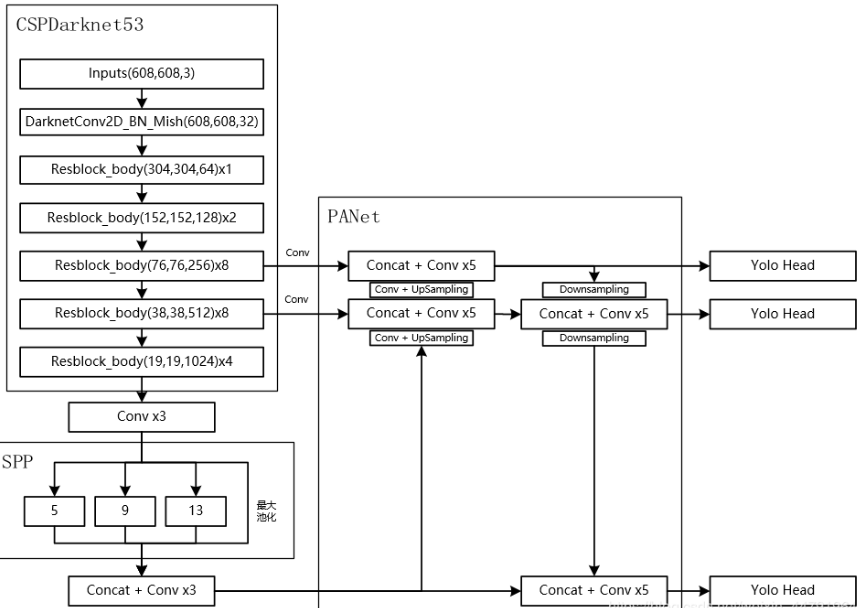 CSPDarknet53
Inputs(608,608,3)
DarknetConv2D_BN_Mish(608,608,32)
Resblock_body(304,304,64)x1
Resblock_body(152,152,128)x2
Resblock_body(76,76,256)x8
Resblock_body(38,38,512)x8
Resblock_body(19,19,1024)x4
Conv x3
SPP
5
9
13
最大
池化
Concat + Conv x3
Conv
Conv
PANet
Concat + Conv x5
Conv + UpSampling
Concat + Conv x5
Conv + UpSampling
Downsampling
Concat + Conv x5
Downsampling
Concat + Conv x5
Yolo Head
Yolo Head
Yolo Head